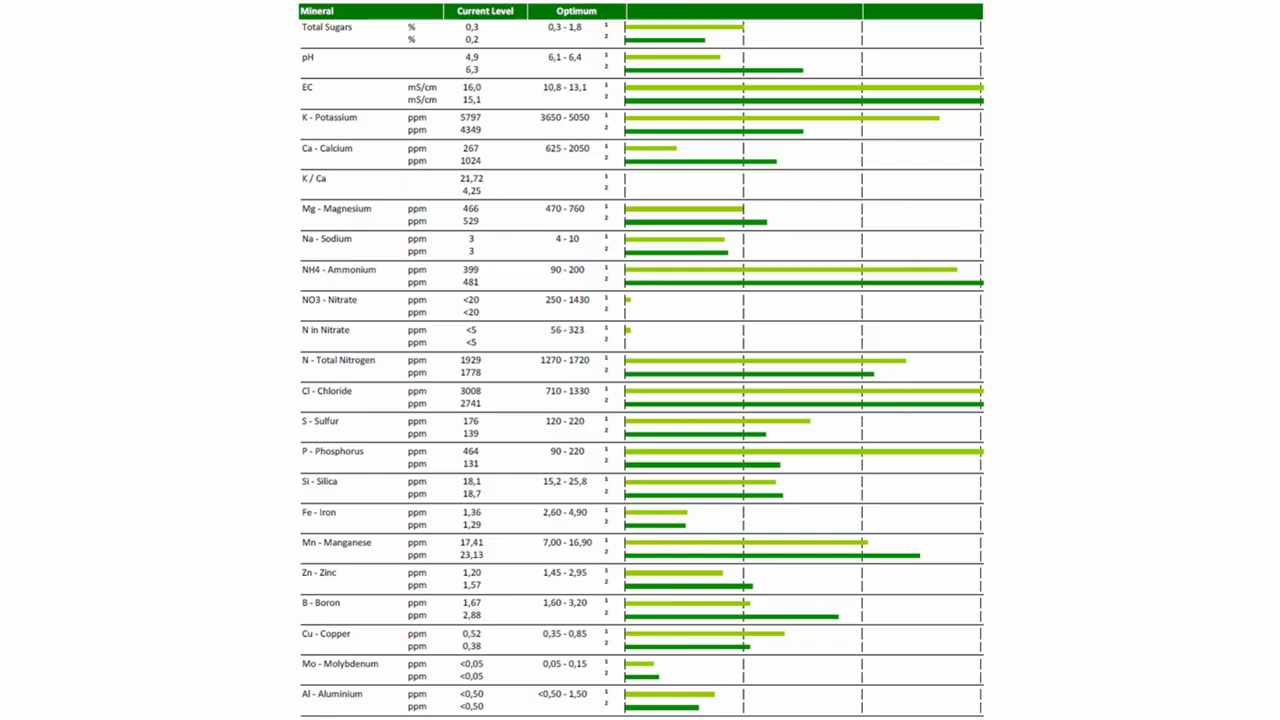 Mineral Current Level Optimum
Total Sugars % 0,3 0,3 - 1,8 1
% 0,2 2
pH 4,9 6,1 - 6,4 1
6,3 2
EC mS/cm 16,0 10,8 - 13,1 1
mS/cm 15,1 2
K - Potassium ppm 5797 3650 - 5050 1
ppm 4349 2
Ca - Calcium ppm 267 625 - 2050 1
ppm 1024 2
K / Ca 21,72 1
4,25 2
Mg - Magnesium ppm 466 470 - 760 1
ppm 529 2
Na - Sodium ppm 3 4 - 10 1
ppm 3 2
NH4 - Ammonium ppm 399 90 - 200 1
ppm 481 2
NO3 - Nitrate ppm <20 250 - 1430 1
ppm <20 2
N in Nitrate ppm <5 56 - 323 1
ppm <5 2
N - Total Nitrogen ppm 1929 1270 - 1720 1
ppm 1778 2
Cl - Chloride ppm 3008 710 - 1330 1
ppm 2741 2
S - Sulfur ppm 176 120 - 220 1
ppm 139 2
P - Phosphorus ppm 464 90 - 220 1
ppm 131 2
Si - Silica ppm 18,1 15,2 - 25,8 1
ppm 18,7 2
Fe - Iron ppm 1,36 2,60 - 4,90 1
ppm 1,29 2
Mn - Manganese ppm 17,41 7,00 - 16,90 1
ppm 23,13 2
Zn - Zinc ppm 1,20 1,45 - 2,95 1
ppm 1,57 2
B - Boron ppm 1,67 1,60 - 3,20 1
ppm 2,88 2
Cu - Copper ppm 0,52 0,35 - 0,85 1
ppm 0,38 2
Mo - Molybdenum ppm <0,05 0,05 - 0,15 1
ppm <0,05 2
Al - Aluminium ppm <0,50 <0,50 - 1,50 1
ppm <0,50 2